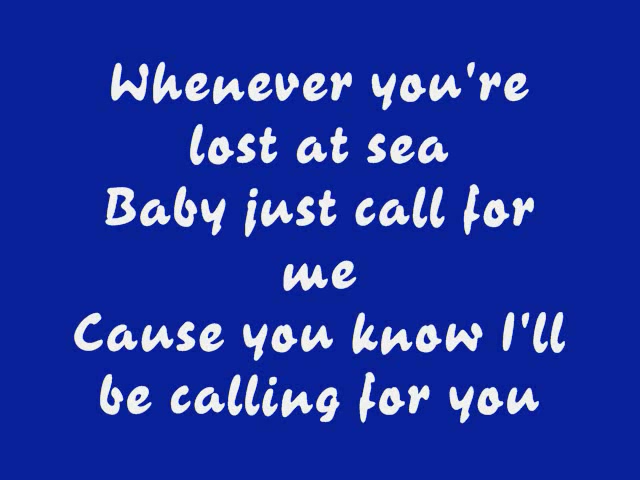 Whenever you're
lost at sea
Baby just call for
me
Cause you know I'll
be calling for you